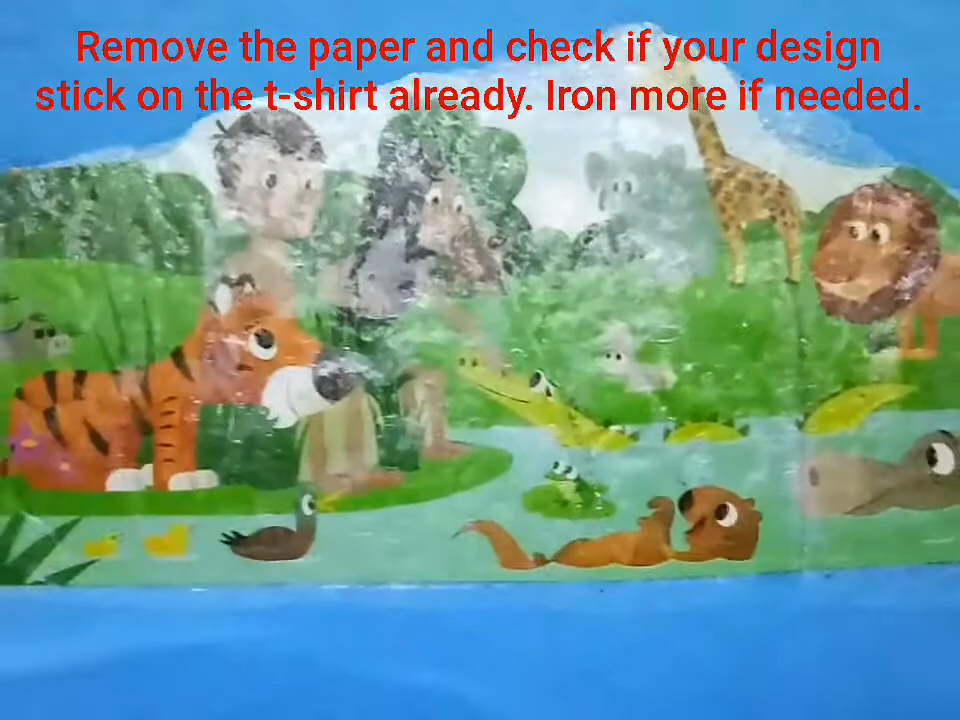 Remove the paper and check if your design
stick on the t-shirt already. Iron more if needed.